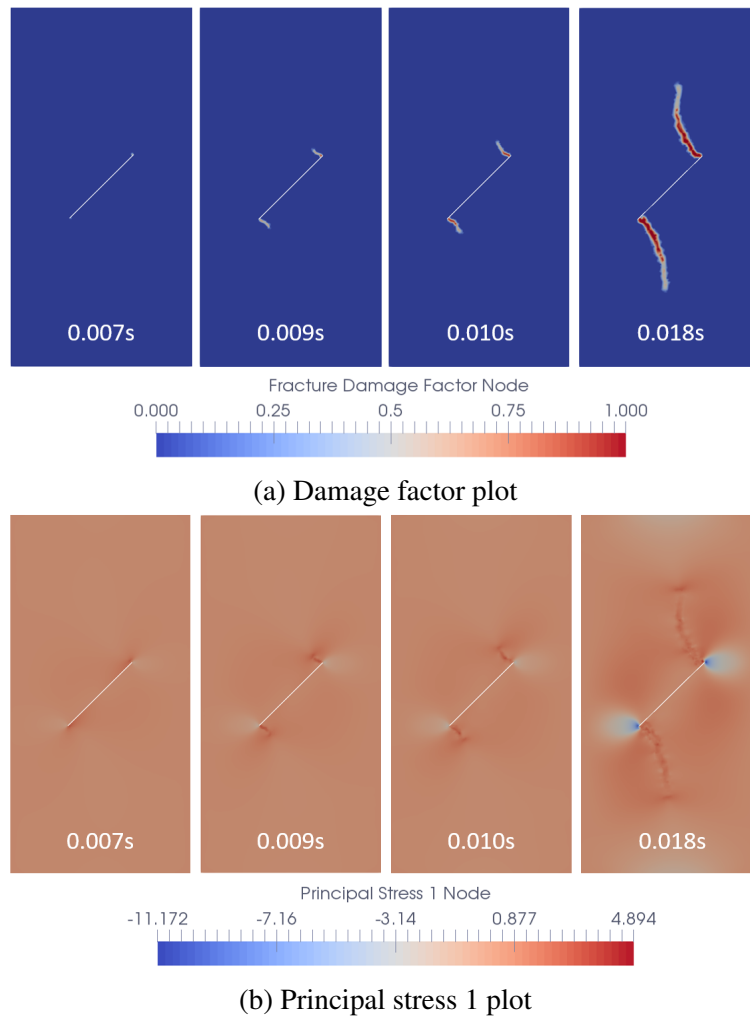 0.007s 0.009s 0.010s 0.018s
Fracture Damage Factor Node
0.000 0.25 0.5 0.75 1.000
(a) Damage factor plot
0.007s 0.009s 0.010s 0.018s
Principal Stress 1 Node
-11.172 -7.16 -3.14 0.877 4.894
(b) Principal stress 1 plot